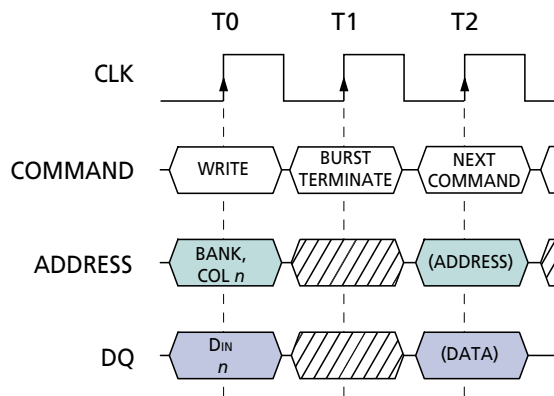 T0 T1 T2
CLK
COMMAND WRITE BURST TERMINATE NEXT COMMAND
ADDRESS BANK, COL n (ADDRESS)
DQ DIN n (DATA)